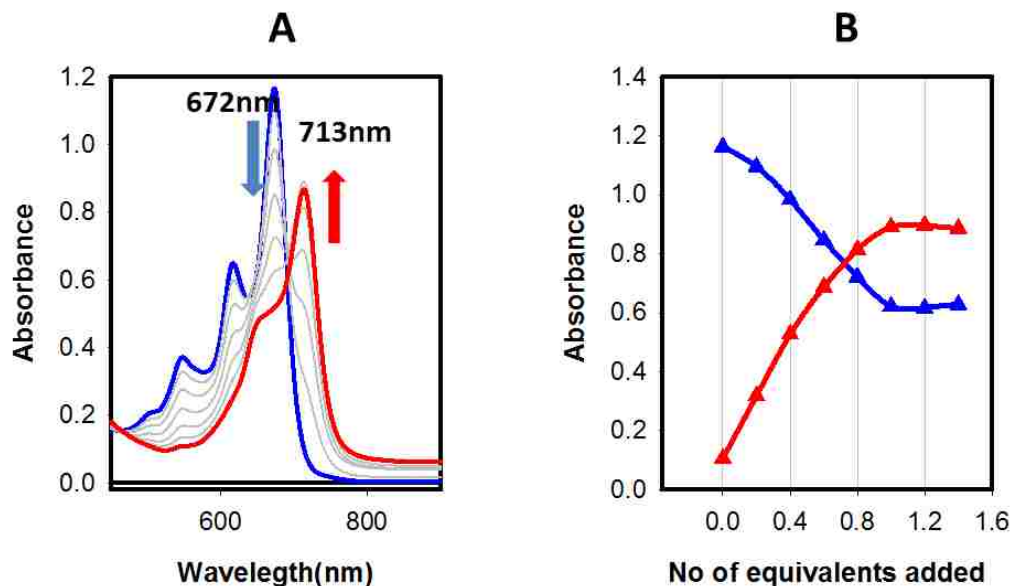 A
B
672nm
713nm
1.2
1.0
0.8
0.6
0.4
0.2
0.0
600 800
Absorbance
Wavelegth(nm)
1.4
1.2
1.0
0.8
0.6
0.4
0.2
0.0
0.0 0.4 0.8 1.2 1.6
Absorbance
No of equivalents added